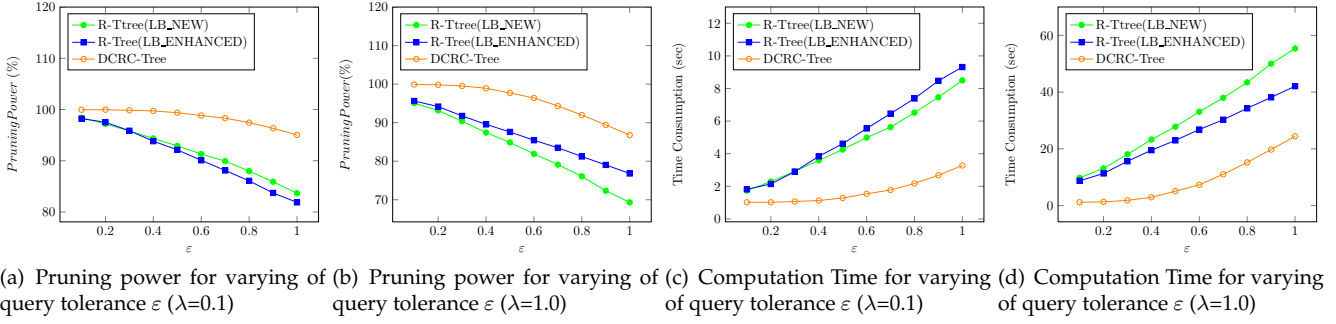 120
110
100
90
80
PruningPower (%)
0.2 0.4 0.6 0.8 1
ε
R-Ttree(LB_NEW)
R-Tree(LB_ENHANCED)
DCRC-Tree
120
110
100
90
80
70
PruningPower(%)
0.2 0.4 0.6 0.8 1
ε
R-Ttree(LB_NEW)
R-Tree(LB_ENHANCED)
DCRC-Tree
12
10
8
6
4
2
0
Time Consumption (sec)
0.2 0.4 0.6 0.8 1
ε
R-Ttree(LB_NEW)
R-Tree(LB_ENHANCED)
DCRC-Tree
60
40
20
0
Time Consumption (sec)
0.2 0.4 0.6 0.8 1
ε
R-Ttree(LB_NEW)
R-Tree(LB_ENHANCED)
DCRC-Tree
(a) Pruning power for varying of
query tolerance ε (λ=0.1)
(b) Pruning power for varying of
query tolerance ε (λ=1.0)
(c) Computation Time for varying
of query tolerance ε (λ=0.1)
(d) Computation Time for varying
of query tolerance ε (λ=1.0)